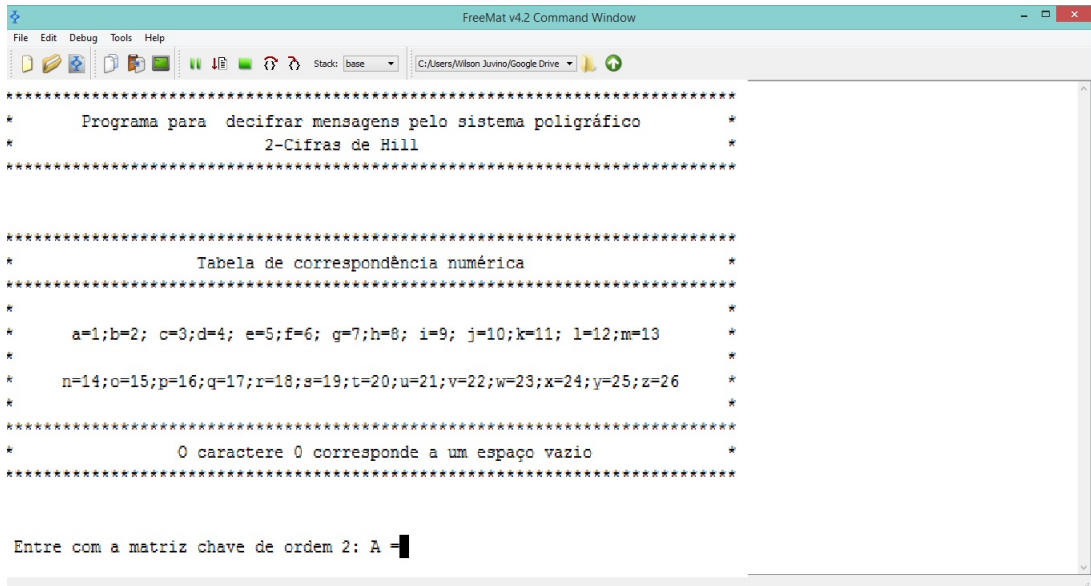 FreeMat v4.2 Command Window
File Edit Debug Tools Help
Stack: base C:/Users/Wilson Juvino/Google Drive
******************************************************************************
* Programa para  decifrar mensagens pelo sistema poligráfico *
* 2-Cifras de Hill *
******************************************************************************
******************************************************************************
* Tabela de correspondência numérica *
******************************************************************************
* *
* a=1;b=2; c=3;d=4; e=5;f=6; g=7;h=8; i=9; j=10;k=11; l=12;m=13 *
* *
* n=14;o=15;p=16;q=17;r=18;s=19;t=20;u=21;v=22;w=23;x=24;y=25;z=26 *
* *
******************************************************************************
* O caractere 0 corresponde a um espaço vazio *
******************************************************************************
Entre com a matriz chave de ordem 2: A =